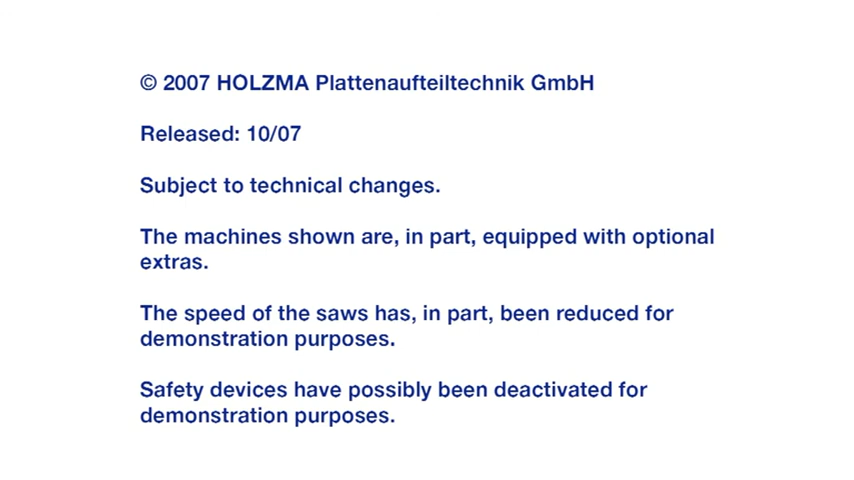 © 2007 HOLZMA Plattenaufteiltechnik GmbH
Released: 10/07
Subject to technical changes.
The machines shown are, in part, equipped with optional
extras.
The speed of the saws has, in part, been reduced for
demonstration purposes.
Safety devices have possibly been deactivated for
demonstration purposes.